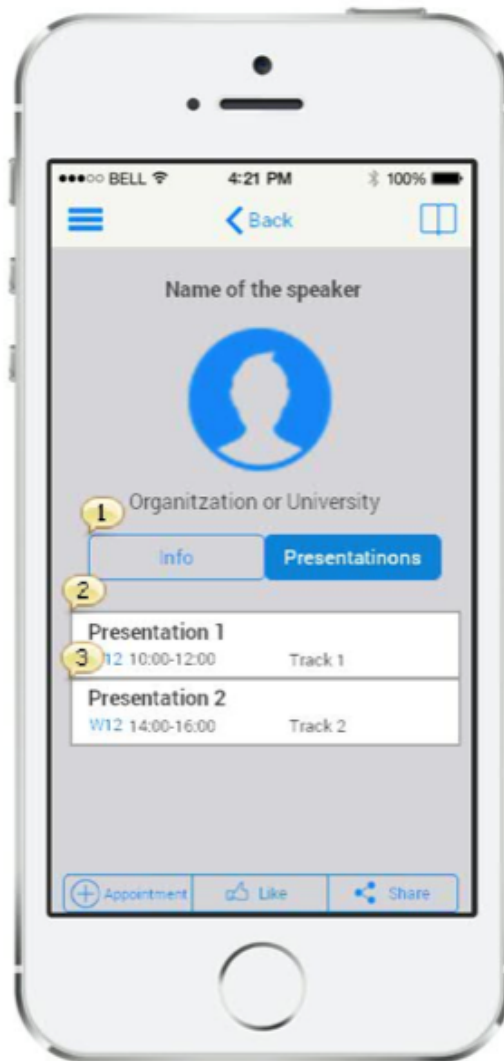 BELL 4:21 PM 100%
Back
Name of the speaker
1
Organitzation or University
Info Presentatinons
2
Presentation 1
3 12 10:00-12:00 Track 1
Presentation 2
W12 14:00-16:00 Track 2
Appointment Like Share